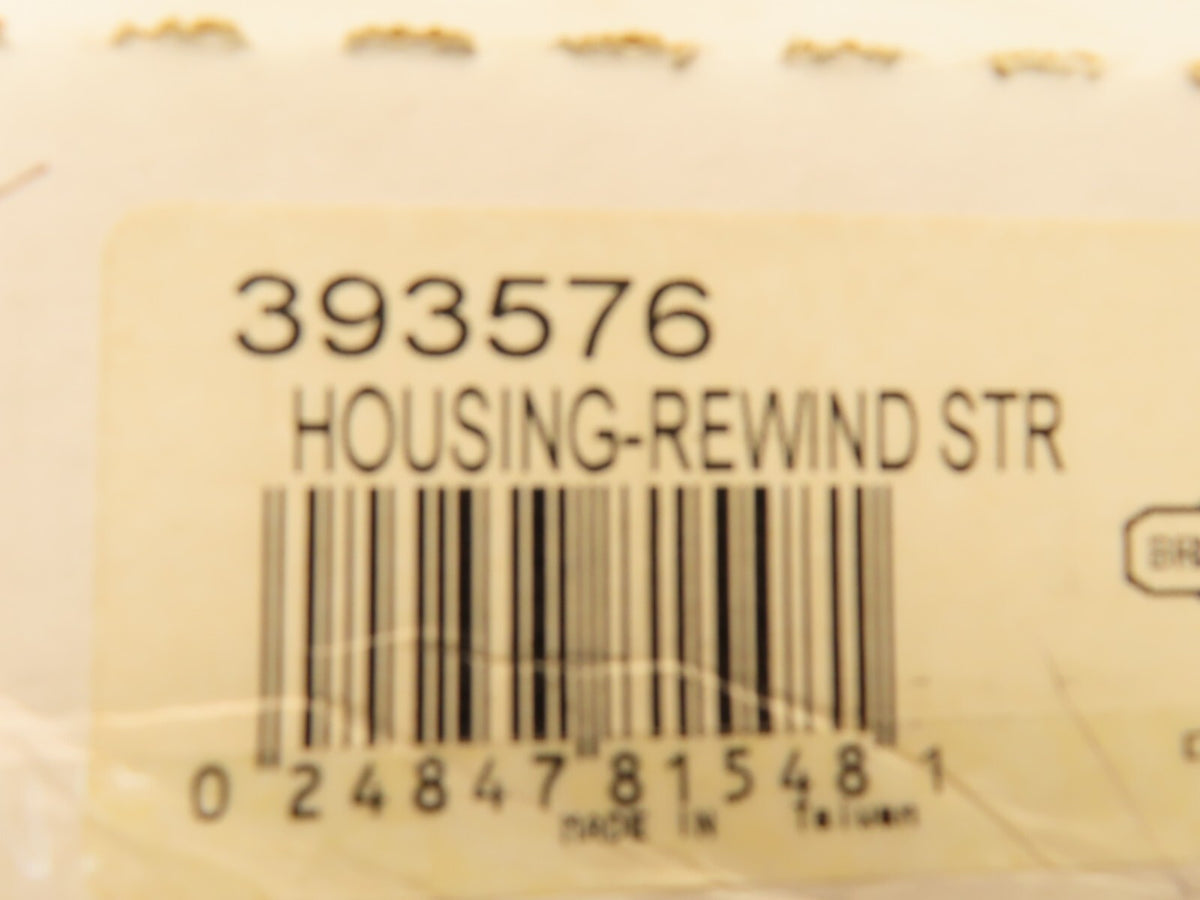 393576
HOUSING-REWIND STR
0 24847 81548 1
MADE IN Taiwan